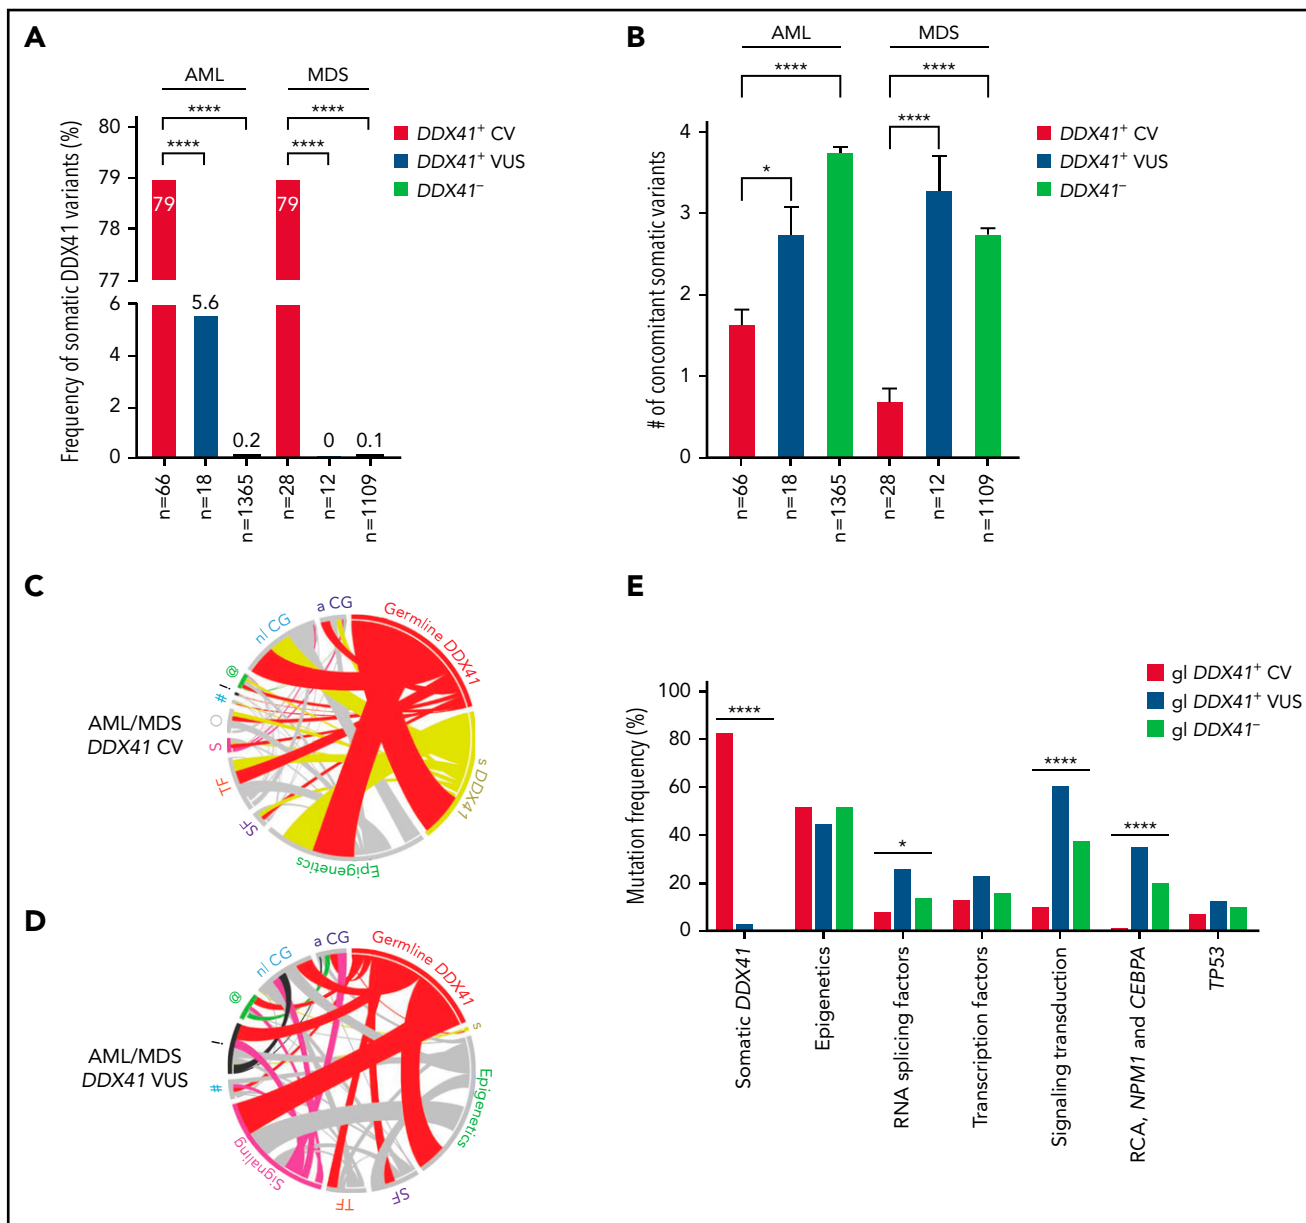 A
AML
MDS
****
****
****
****
Frequency of somatic DDX41 variants (%)
80
79
78
77
6
4
2
0
79
5.6
0.2
79
0
0.1
n=66
n=18
n=1365
n=28
n=12
n=1109
DDX41+ CV
DDX41+ VUS
DDX41−
B
AML
MDS
****
****
*
****
# of concomitant somatic variants
4
3
2
1
0
n=66
n=18
n=1365
n=28
n=12
n=1109
DDX41+ CV
DDX41+ VUS
DDX41−
C
AML/MDS
DDX41 CV
a CG
Germline DDX41
s DDX41
Epigenetics
SF
TF
S
O
#
i
@
nl CG
D
AML/MDS
DDX41 VUS
a CG
Germline DDX41
s
Epigenetics
SF
TF
Signaling
#
i
@
nl CG
E
gl DDX41+ CV
gl DDX41+ VUS
gl DDX41−
Mutation frequency (%)
100
80
60
40
20
0
****
*
****
****
Somatic DDX41
Epigenetics
RNA splicing factors
Transcription factors
Signaling transduction
RCA, NPM1 and CEBPA
TP53